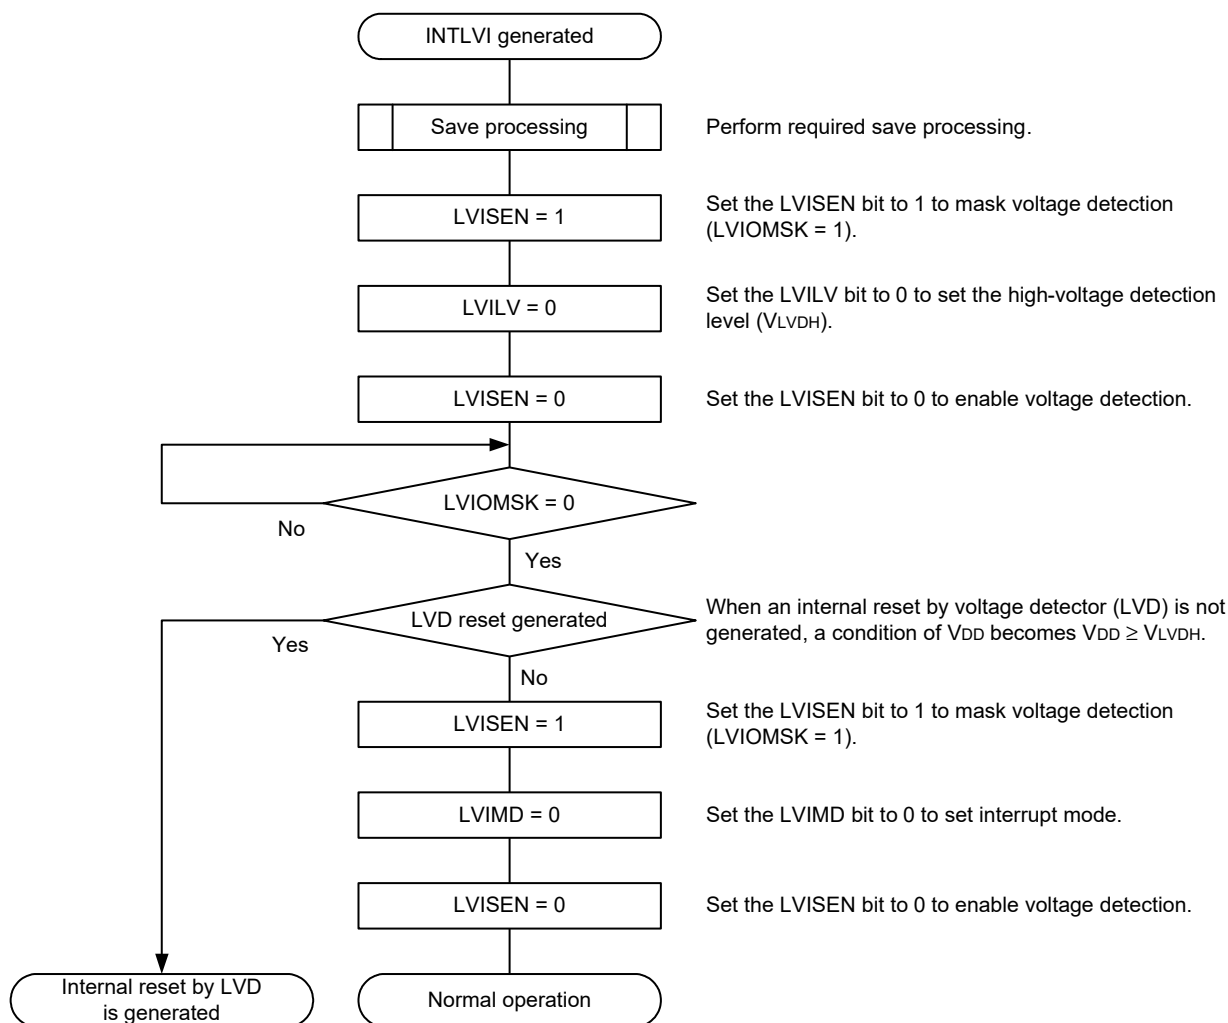 INTLVI generated
Save processing
Perform required save processing.
LVISEN = 1
Set the LVISEN bit to 1 to mask voltage detection
(LVIOMSK = 1).
LVILV = 0
Set the LVILV bit to 0 to set the high-voltage detection
level (VLVDH).
LVISEN = 0
Set the LVISEN bit to 0 to enable voltage detection.
LVIOMSK = 0
No
Yes
LVD reset generated
When an internal reset by voltage detector (LVD) is not
generated, a condition of VDD becomes VDD ≥ VLVDH.
Yes
No
LVISEN = 1
Set the LVISEN bit to 1 to mask voltage detection
(LVIOMSK = 1).
LVIMD = 0
Set the LVIMD bit to 0 to set interrupt mode.
LVISEN = 0
Set the LVISEN bit to 0 to enable voltage detection.
Internal reset by LVD
is generated
Normal operation